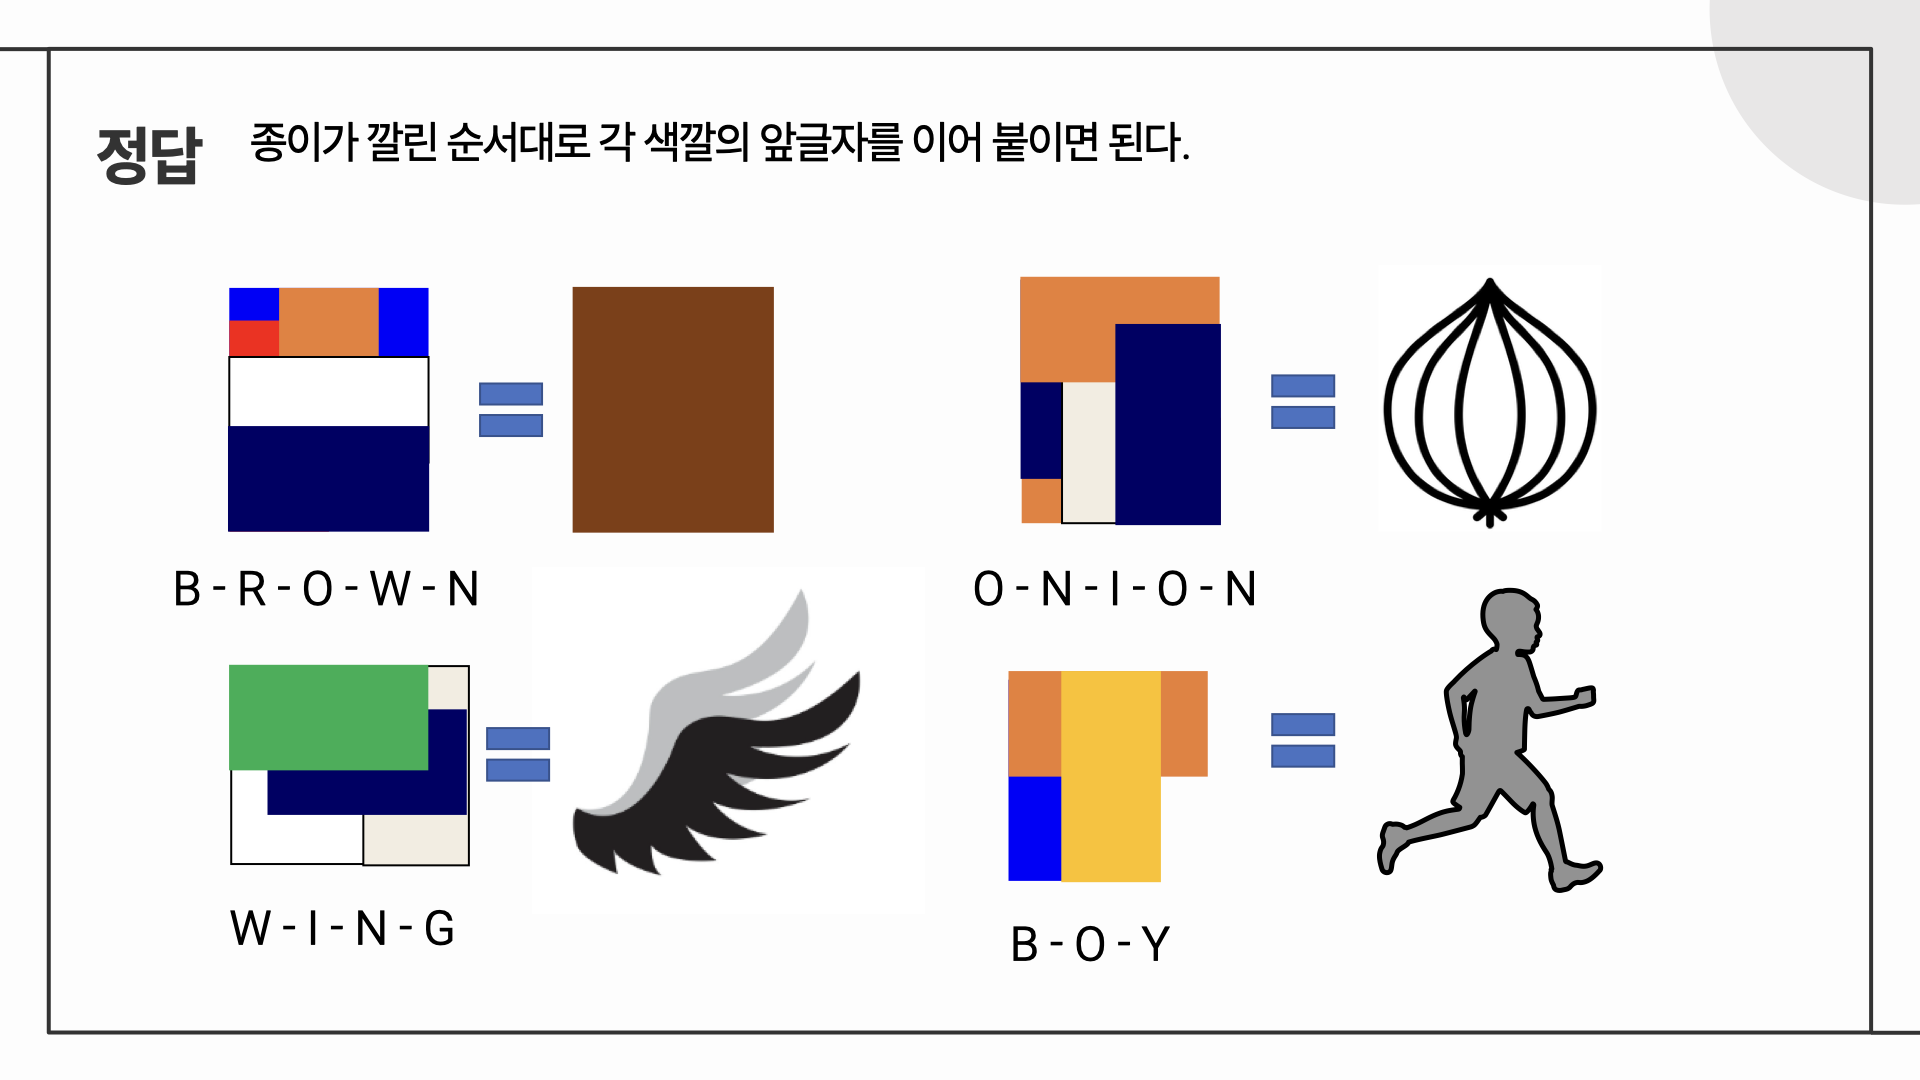 정답
종이가 깔린 순서대로 각 색깔의 앞글자를 이어 붙이면 된다.
B - R - O - W - N
O - N - I - O - N
W - I - N - G
B - O - Y